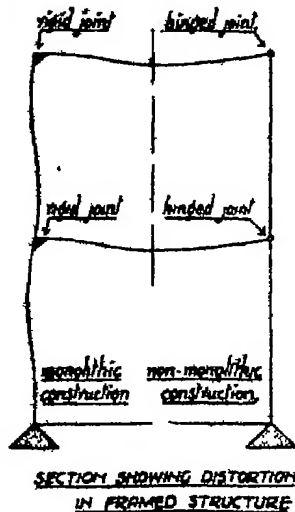 rigid joint
hinged joint
rigid joint
hinged joint
monolithic
construction
non-monolithic
construction
SECTION SHOWING DISTORTION
IN FRAMED STRUCTURE